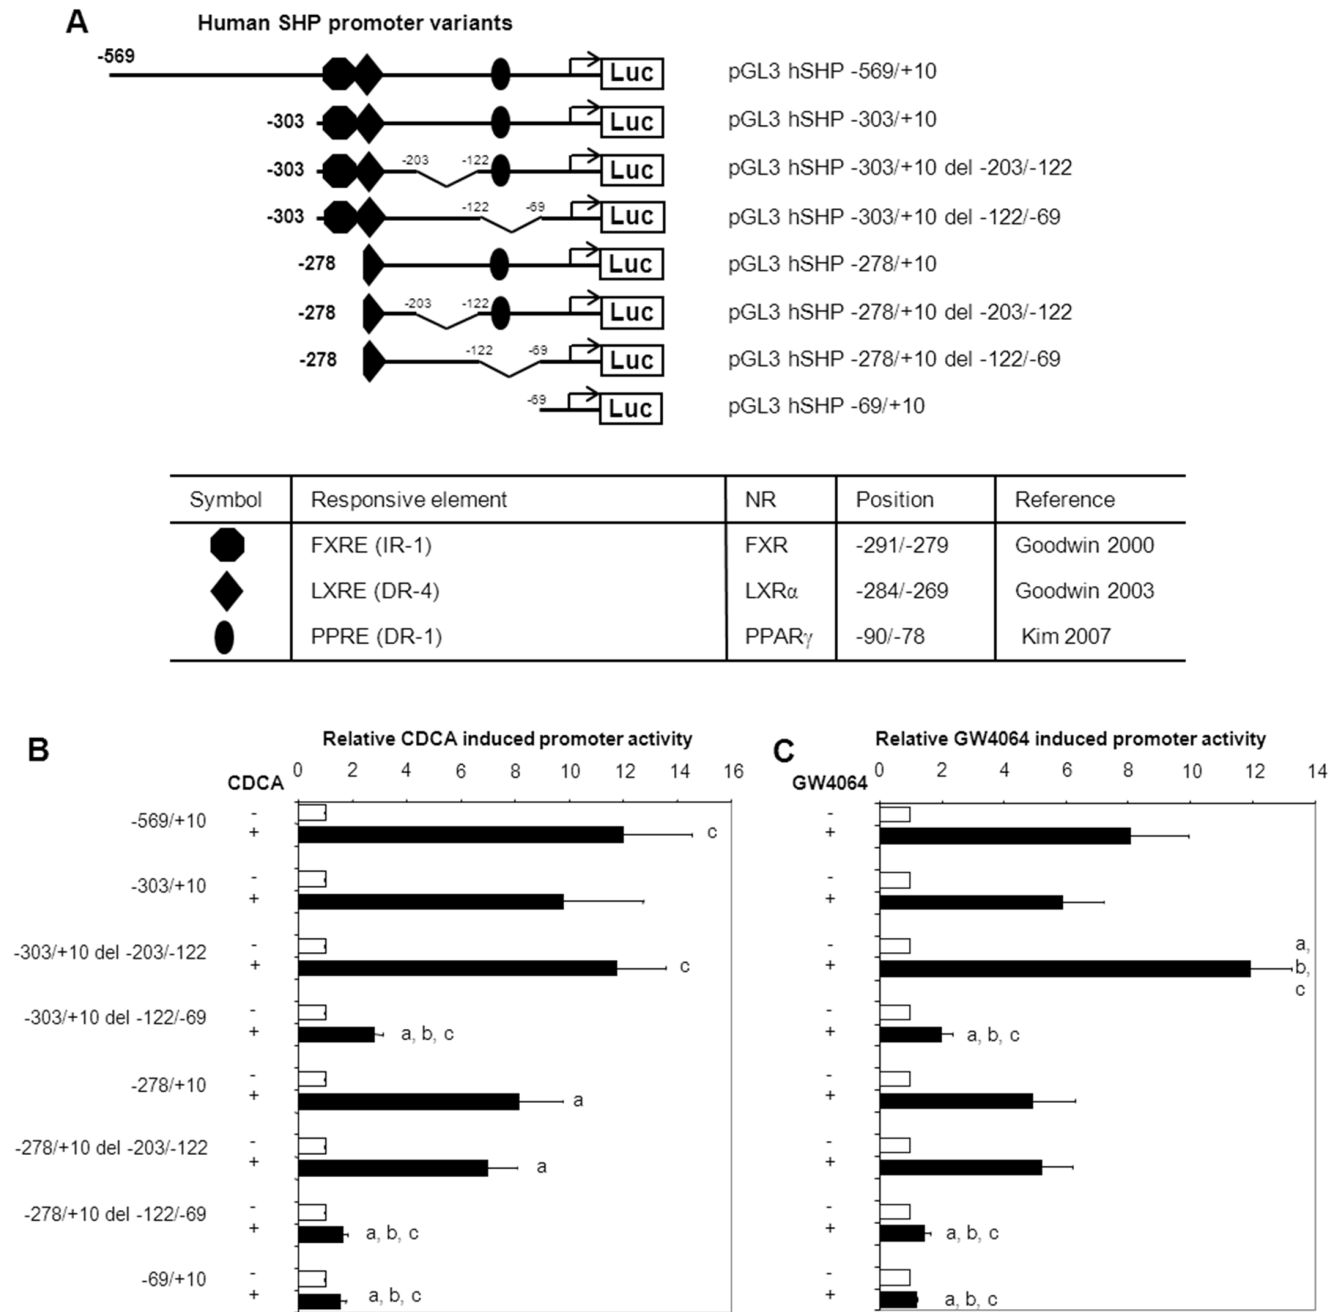 A Human SHP promoter variants
-569 Luc pGL3 hSHP -569/+10
-303 Luc pGL3 hSHP -303/+10
-303 -203 -122 Luc pGL3 hSHP -303/+10 del -203/-122
-303 -122 -69 Luc pGL3 hSHP -303/+10 del -122/-69
-278 Luc pGL3 hSHP -278/+10
-278 -203 -122 Luc pGL3 hSHP -278/+10 del -203/-122
-278 -122 -69 Luc pGL3 hSHP -278/+10 del -122/-69
-69 Luc pGL3 hSHP -69/+10
Symbol Responsive element NR Position Reference
FXRE (IR-1) FXR -291/-279 Goodwin 2000
LXRE (DR-4) LXRα -284/-269 Goodwin 2003
PPRE (DR-1) PPARγ -90/-78 Kim 2007
B Relative CDCA induced promoter activity
0 2 4 6 8 10 12 14 16
CDCA
-569/+10 - + c
-303/+10 - +
-303/+10 del -203/-122 - + c
-303/+10 del -122/-69 - + a, b, c
-278/+10 - + a
-278/+10 del -203/-122 - + a
-278/+10 del -122/-69 - + a, b, c
-69/+10 - + a, b, c
C Relative GW4064 induced promoter activity
0 2 4 6 8 10 12 14
GW4064
- +
- +
- + a,
b,
c
- + a, b, c
- +
- +
- + a, b, c
- + a, b, c